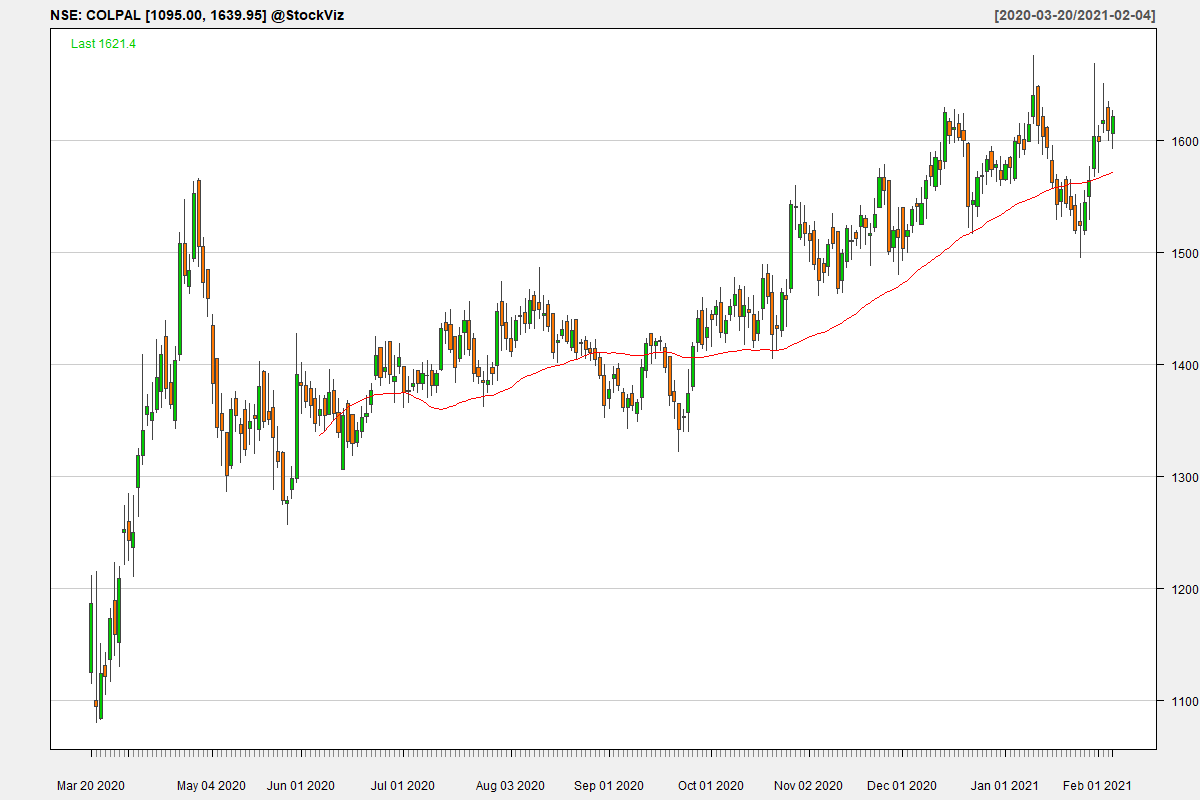 NSE: COLPAL [1095.00, 1639.95] @StockViz
[2020-03-20/2021-02-04]
Last 1621.4
1600
1500
1400
1300
1200
1100
Mar 20 2020
May 04 2020
Jun 01 2020
Jul 01 2020
Aug 03 2020
Sep 01 2020
Oct 01 2020
Nov 02 2020
Dec 01 2020
Jan 01 2021
Feb 01 2021